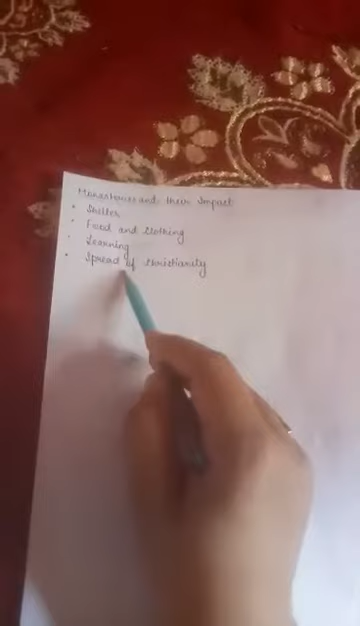 Monasteries and their Impact
• Shelter
• Food and Clothing
• Learning
• Spread of Christianity